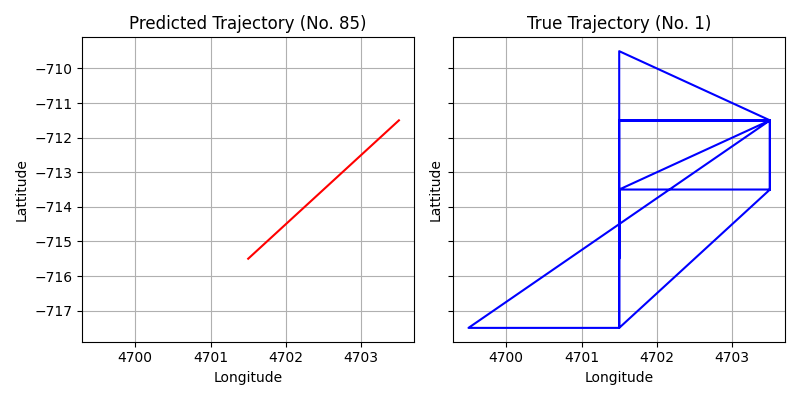 Predicted Trajectory (No. 85)
True Trajectory (No. 1)
−710
−711
−712
−713
−714
−715
−716
−717
Lattitude
Lattitude
4700
4701
4702
4703
4700
4701
4702
4703
Longitude
Longitude